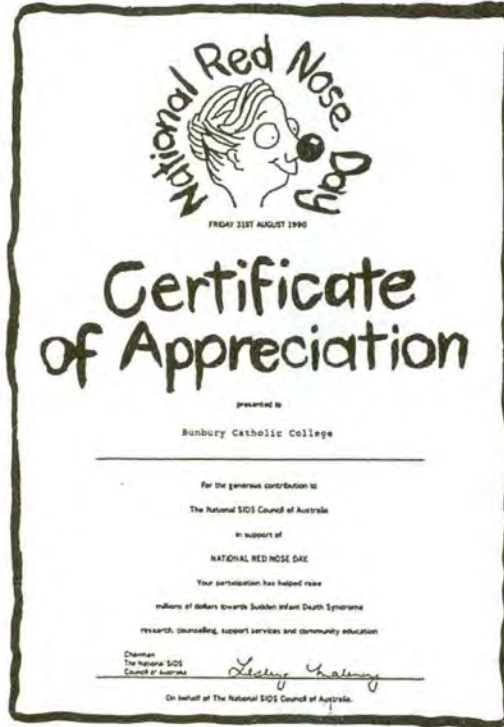 National Red Nose Day
FRIDAY 31ST AUGUST 1990
Certificate
of Appreciation
presented to
Bunbury Catholic College
For the generous contribution to
The National SIDS Council of Australia
in support of
NATIONAL RED NOSE DAY.
Your participation has helped raise
millions of dollars towards Sudden Infant Death Syndrome
research, counselling, support services and community education
Chairman
The National SIDS
Council of Australia
Lesley
On behalf of The National SIDS Council of Australia.